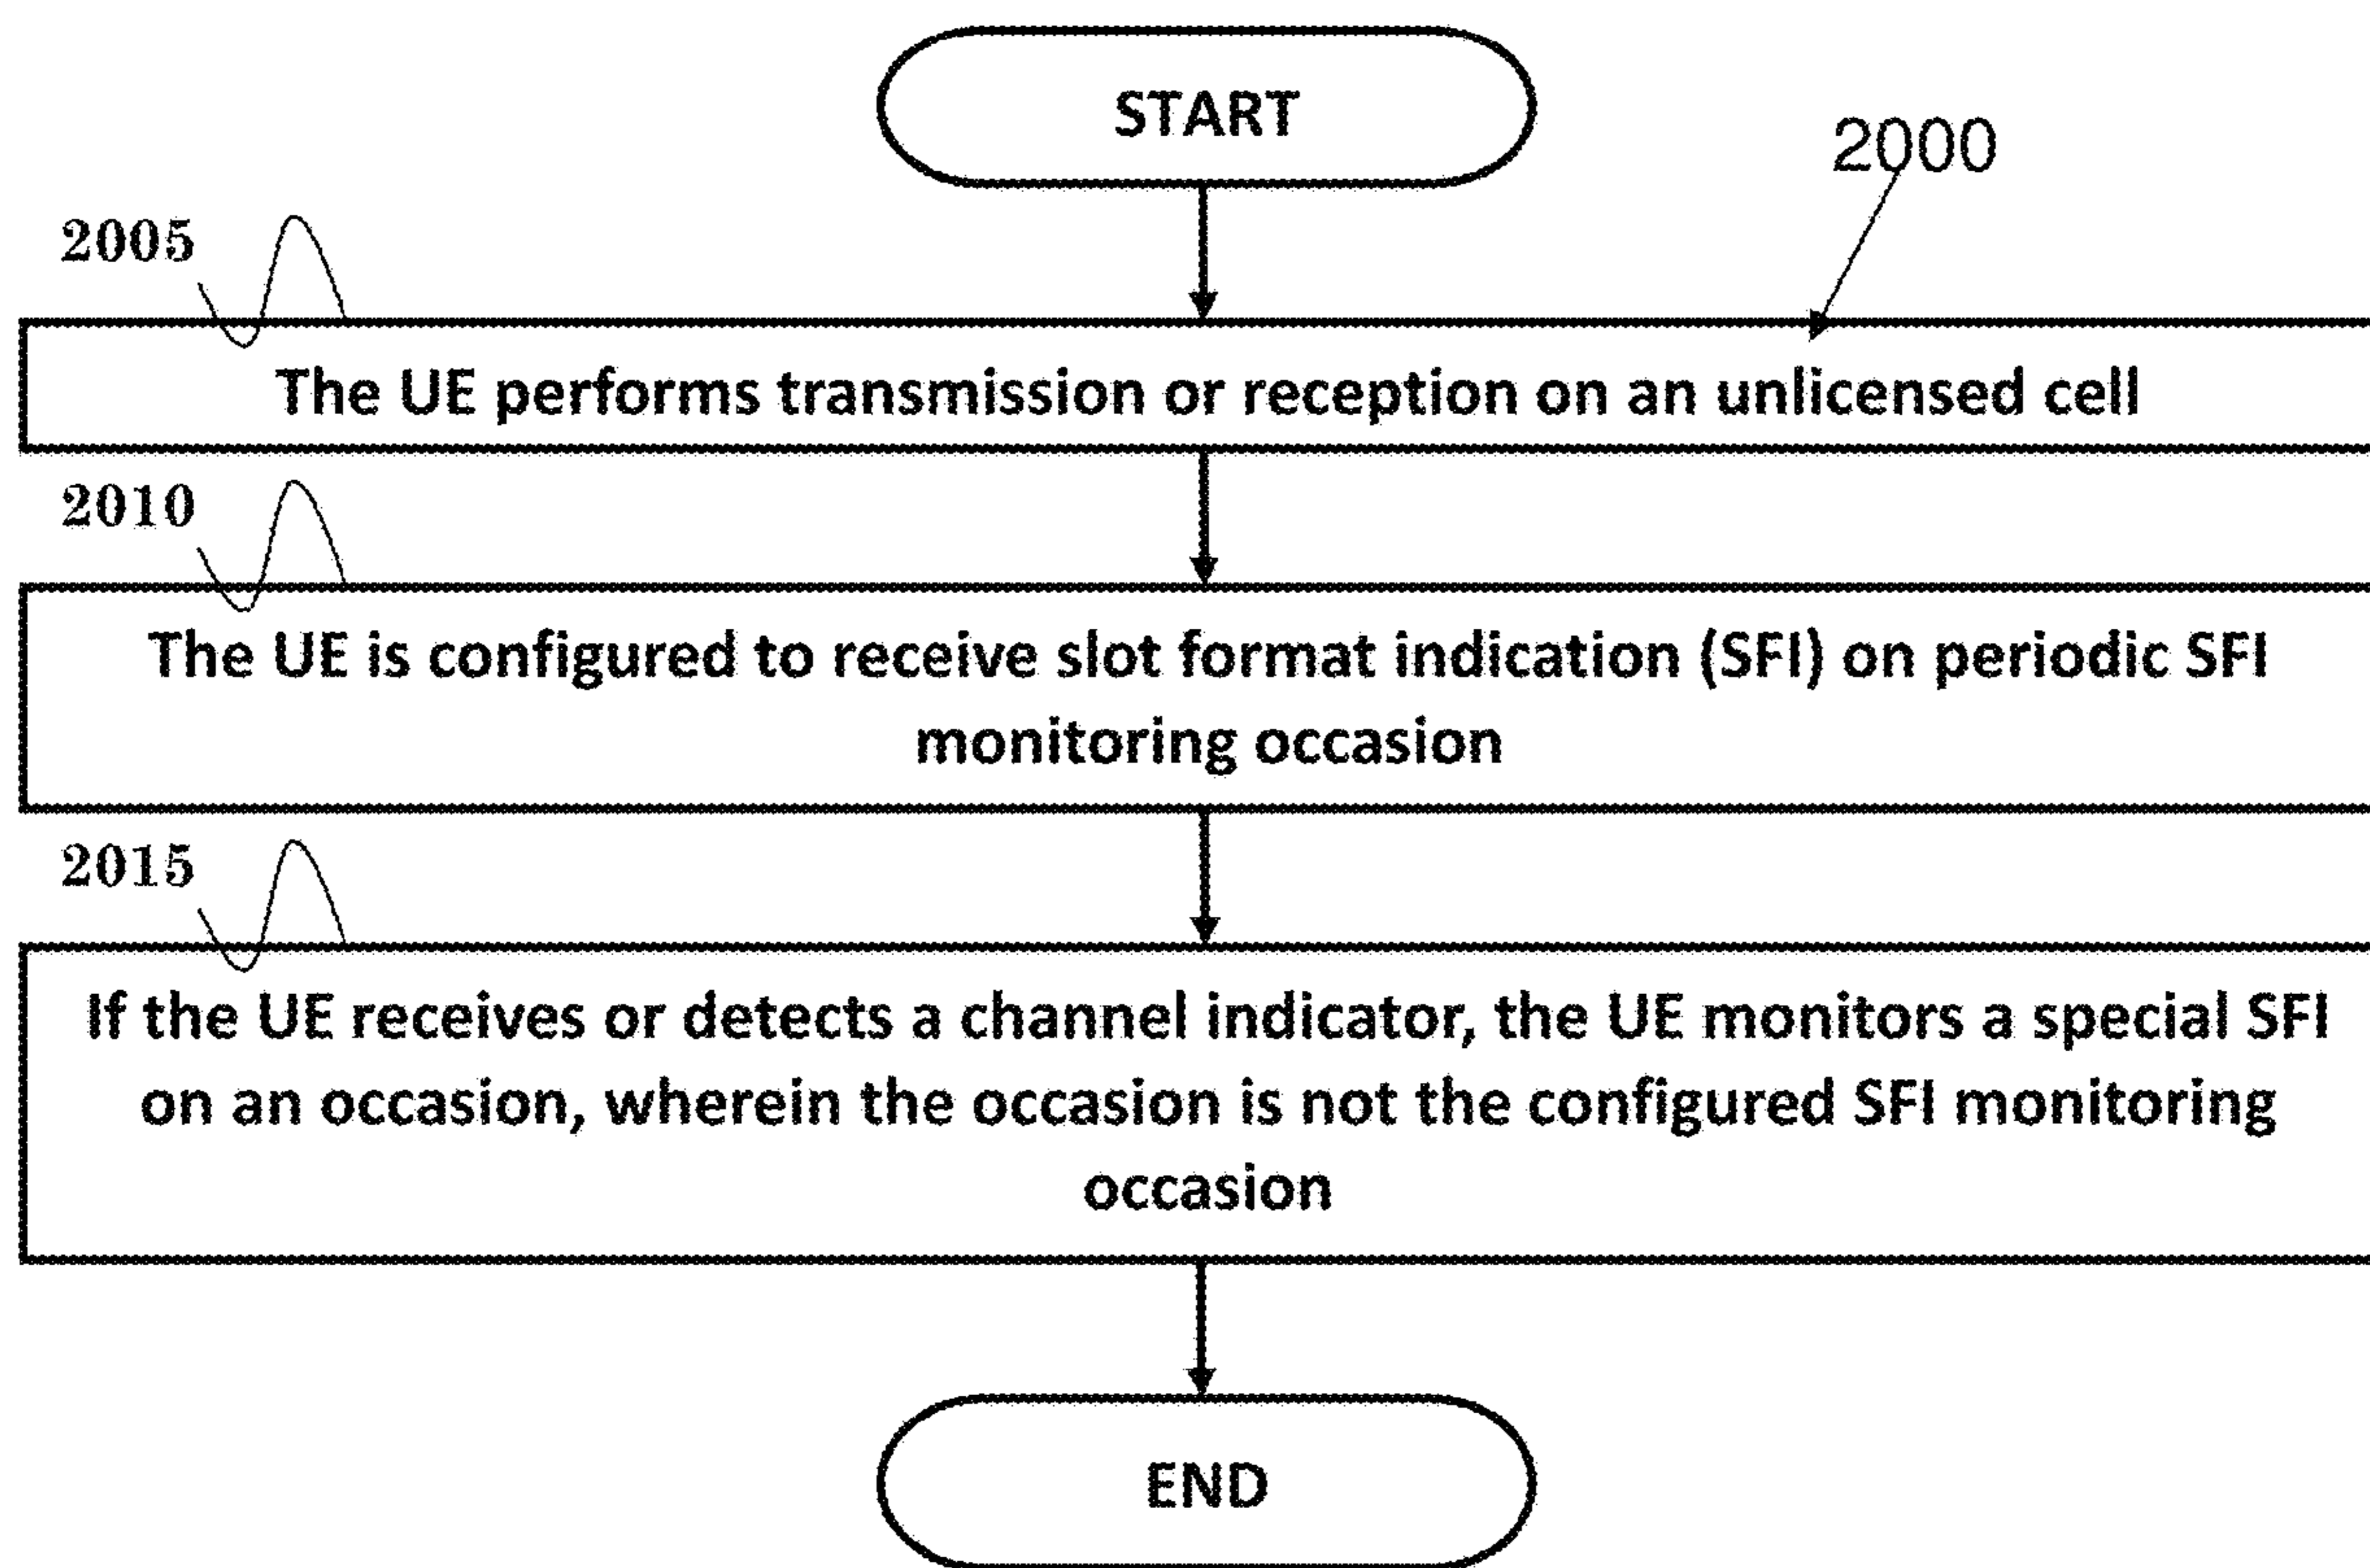 START
2000
2005
The UE performs transmission or reception on an unlicensed cell
2010
The UE is configured to receive slot format indication (SFI) on periodic SFI
monitoring occasion
2015
If the UE receives or detects a channel indicator, the UE monitors a special SFI
on an occasion, wherein the occasion is not the configured SFI monitoring
occasion
END